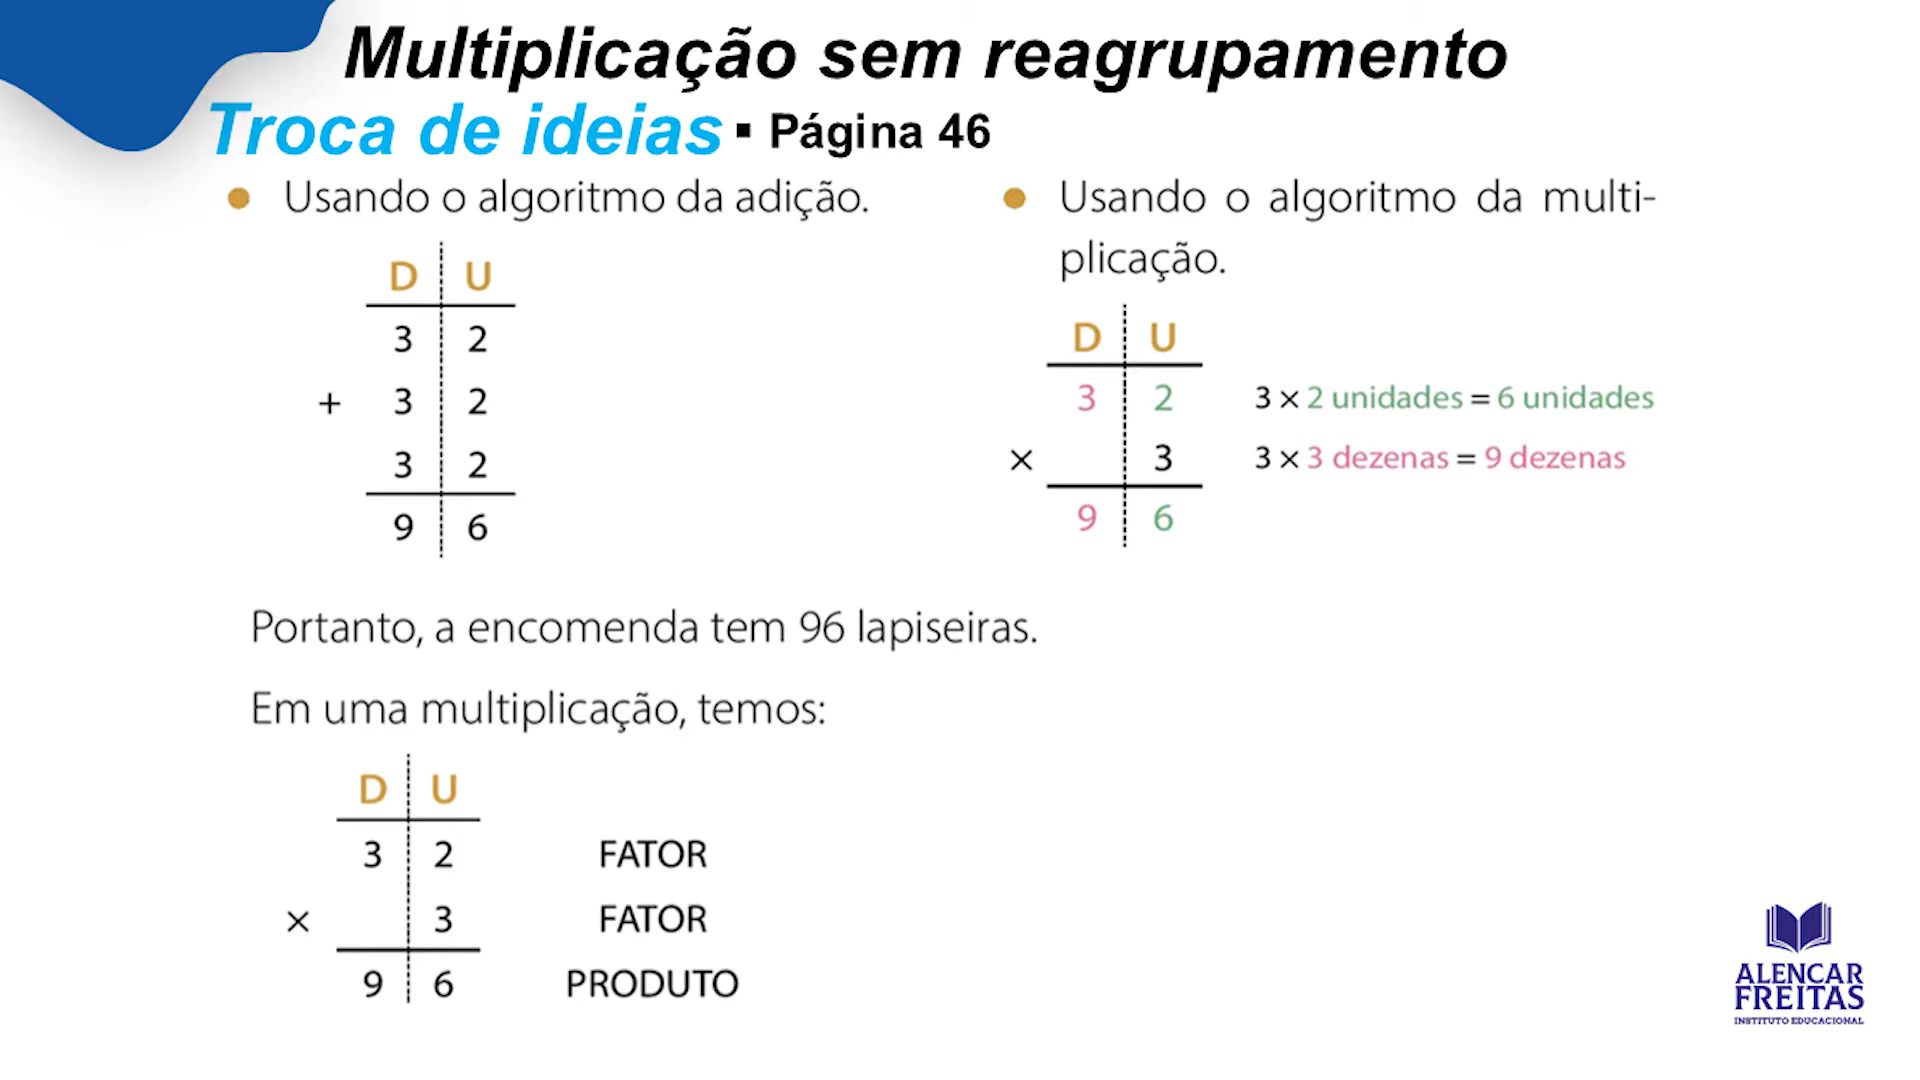 Multiplicação sem reagrupamento
Troca de ideias ▪ Página 46
● Usando o algoritmo da adição.
D U
3 2
+ 3 2
3 2
9 6
● Usando o algoritmo da multi-
plicação.
D U
3 2 3 × 2 unidades = 6 unidades
× 3 3 × 3 dezenas = 9 dezenas
9 6
Portanto, a encomenda tem 96 lapiseiras.
Em uma multiplicação, temos:
D U
3 2 FATOR
× 3 FATOR
9 6 PRODUTO
ALENCAR
FREITAS
INSTITUTO EDUCACIONAL